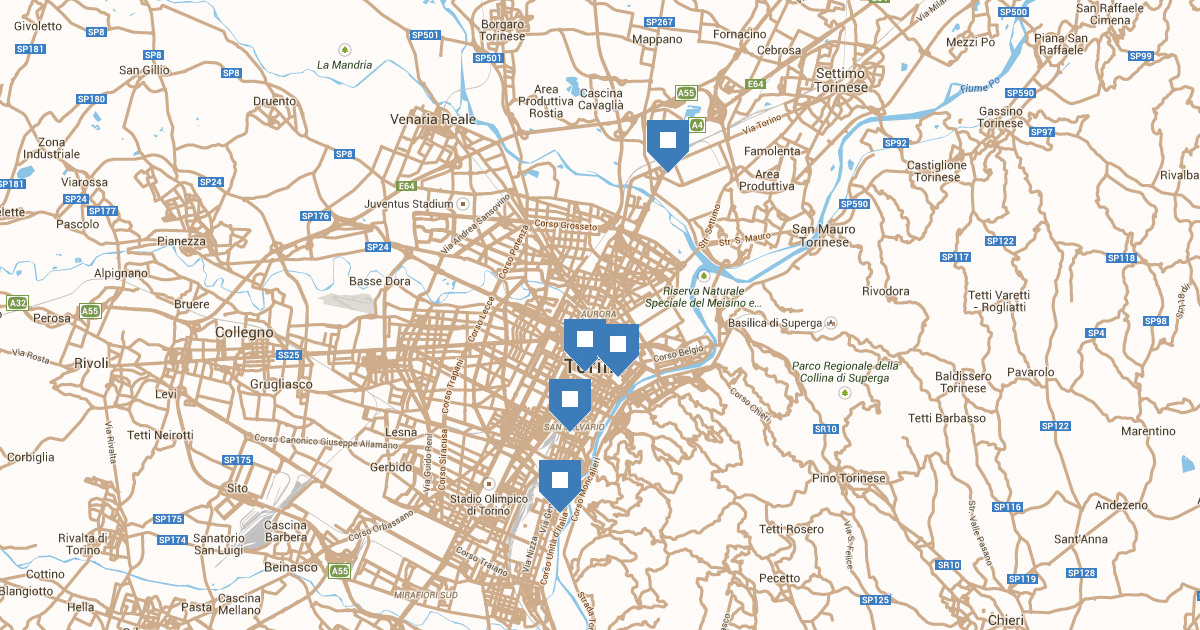 Givoletto
SP8
SP181
SP8
San Gillio
SP8
La Mandria
SP501
Borgaro
Torinese
SP501
SP267
Mappano
Fornacino
Cebrosa
Via Milano
SP500
San Raffaele
Cimena
Mezzi Po
Piana San
Raffaele
SP99
Settimo
Torinese
E64
A55
A4
Fiume Po
SP590
Gassino
Torinese
SP97
SP180
Druento
Area
Produttiva
Rostia
Cascina
Cavaglià
Venaria Reale
Via Torino
SP92
Famolenta
Zona
Industriale
SP8
Castiglione
Torinese
Area
Produttiva
Rivalba
SP181
Viarossa
SP24
SP24
SP177
E64
Juventus Stadium
Via Andrea Sansovino
SP590
Pascolo
SP176
Corso Grosseto
Corso Potenza
Str. Settimo
Str. S. Mauro
San Mauro
Torinese
SP122
SP117
SP118
Pianezza
SP24
Alpignano
Basse Dora
Riserva Naturale
Speciale del Meisino e...
Rivodora
Tetti Varetti
- Rogliatti
A32
A55
Bruere
Perosa
Corso Lecce
AURORA
Basilica di Superga
SP98
SP4
Collegno
SS25
Via Rosta
Rivoli
Corso Belgio
Parco Regionale della
Collina di Superga
Pavarolo
Baldissero
Torinese
Grugliasco
Levi
Corso Trapani
Corso Chieri
Tetti Barbasso
SR10
SP122
Marentino
Via Rivalta
Tetti Neirotti
Corso Canonico Giuseppe Allamano
Lesna
Via Guido Reni
Corso Siracusa
Corbiglia
SP175
Gerbido
Sito
Stadio Olimpico
di Torino
Corso Moncalieri
Pino Torinese
SP116
Andezeno
SP175
SP174
Corso Orbassano
Cascina
Barbera
Rivalta di
Torino
Sanatorio
San Luigi
Via Nizza
Corso Unità d'Italia
Tetti Rosero
Via S. Felice
Str. Valle Pasano
Sant'Anna
Beinasco
A55
Corso Traiano
SR10
SP119
SP128
Cottino
Blangiotto
Pecetto
MIRAFIORI SUD
Hella
Pasta
Cascina
Mellano
SP125
Chieri